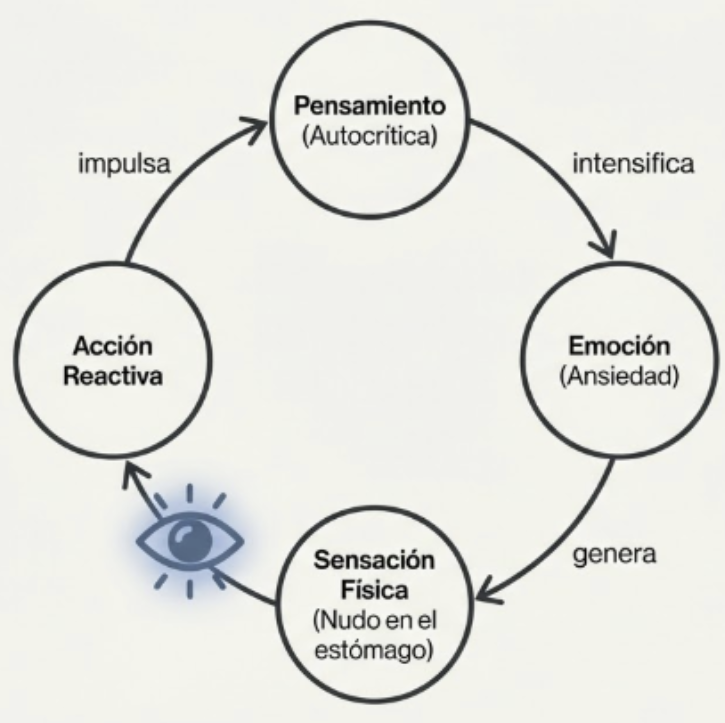 Pensamiento
(Autocrítica)
impulsa
intensifica
Acción
Reactiva
Emoción
(Ansiedad)
genera
Sensación
Física
(Nudo en el
estómago)